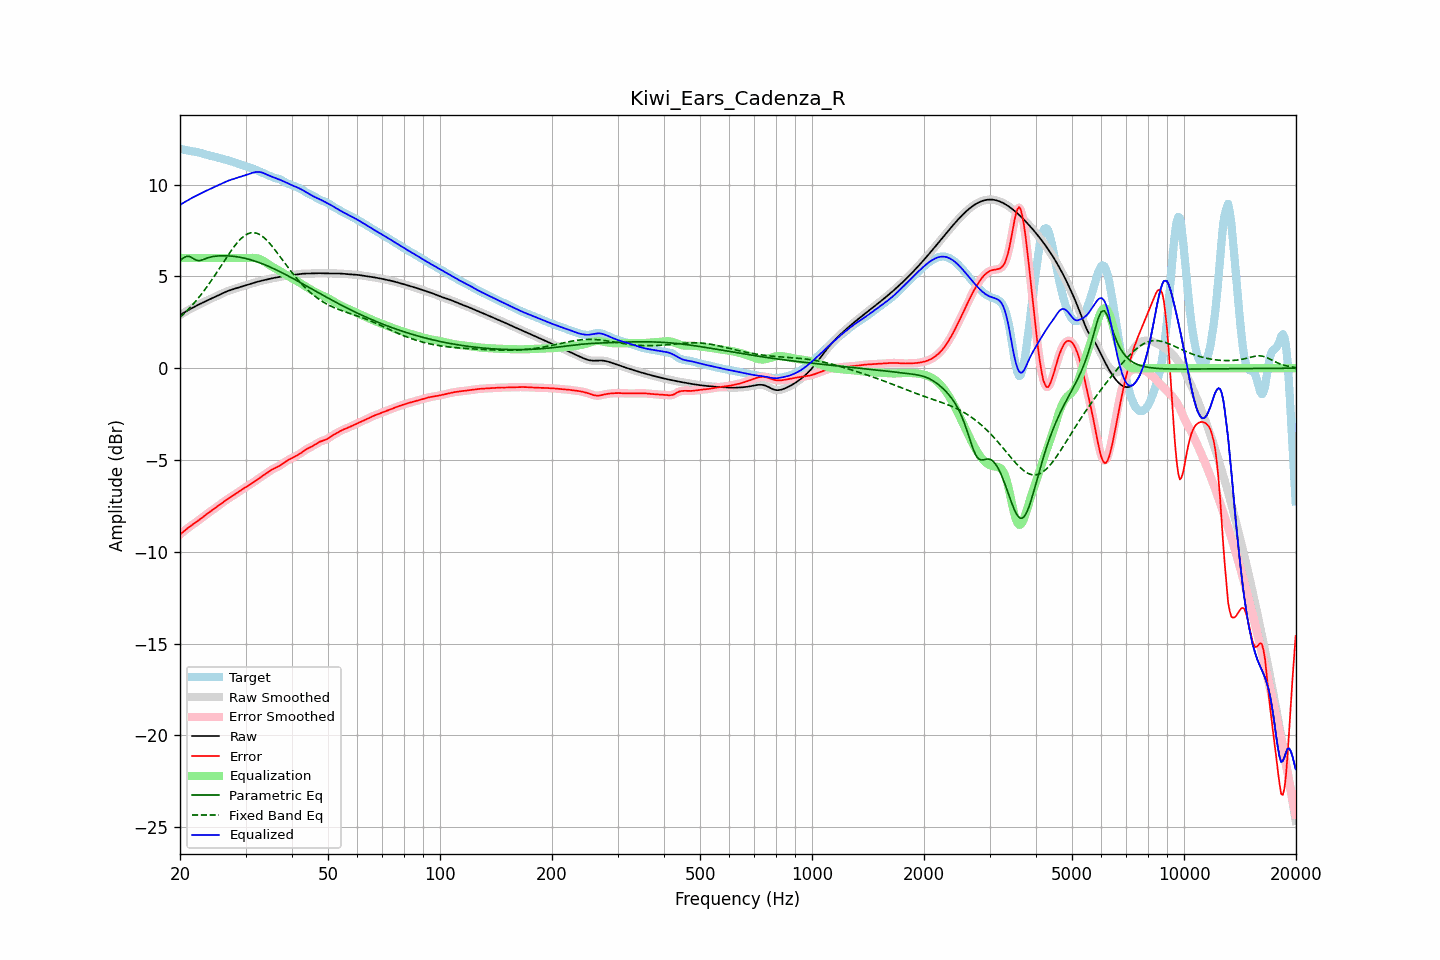 Kiwi_Ears_Cadenza_R
Amplitude (dBr)
10
5
0
−5
−10
−15
−20
−25
Target
Raw Smoothed
Error Smoothed
Raw
Error
Equalization
Parametric Eq
Fixed Band Eq
Equalized
20 50 100 200 500 1000 2000 5000 10000 20000
Frequency (Hz)